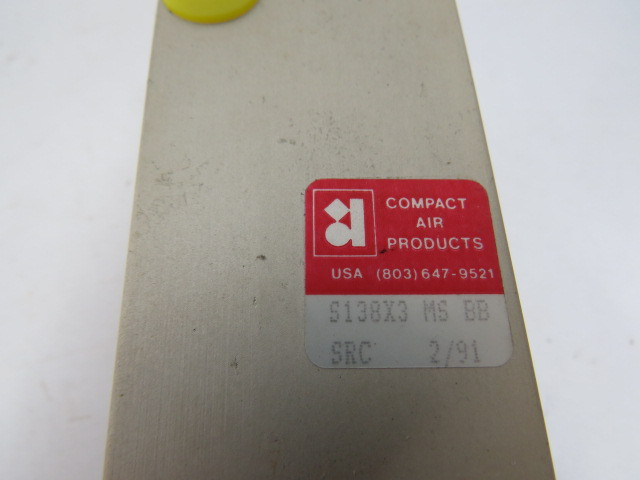 COMPACT
AIR
PRODUCTS
USA (803) 647-9521
S138X3 MS BB
SRC 2/91